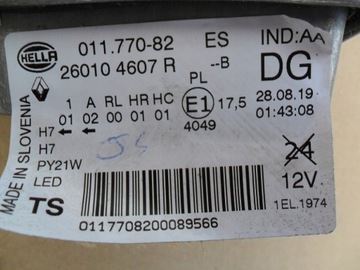 HELLA 011.770-82 ES IND:AA
26010 4607 R --B DG
PL
1 A RL HR HC E1 17,5 28.08.19
01 02 00 01 01 01:43:08
H7 4049
H7
PY21W 24
LED 12V
TS 1EL.1974
0117708200089566
MADE IN SLOVENIA